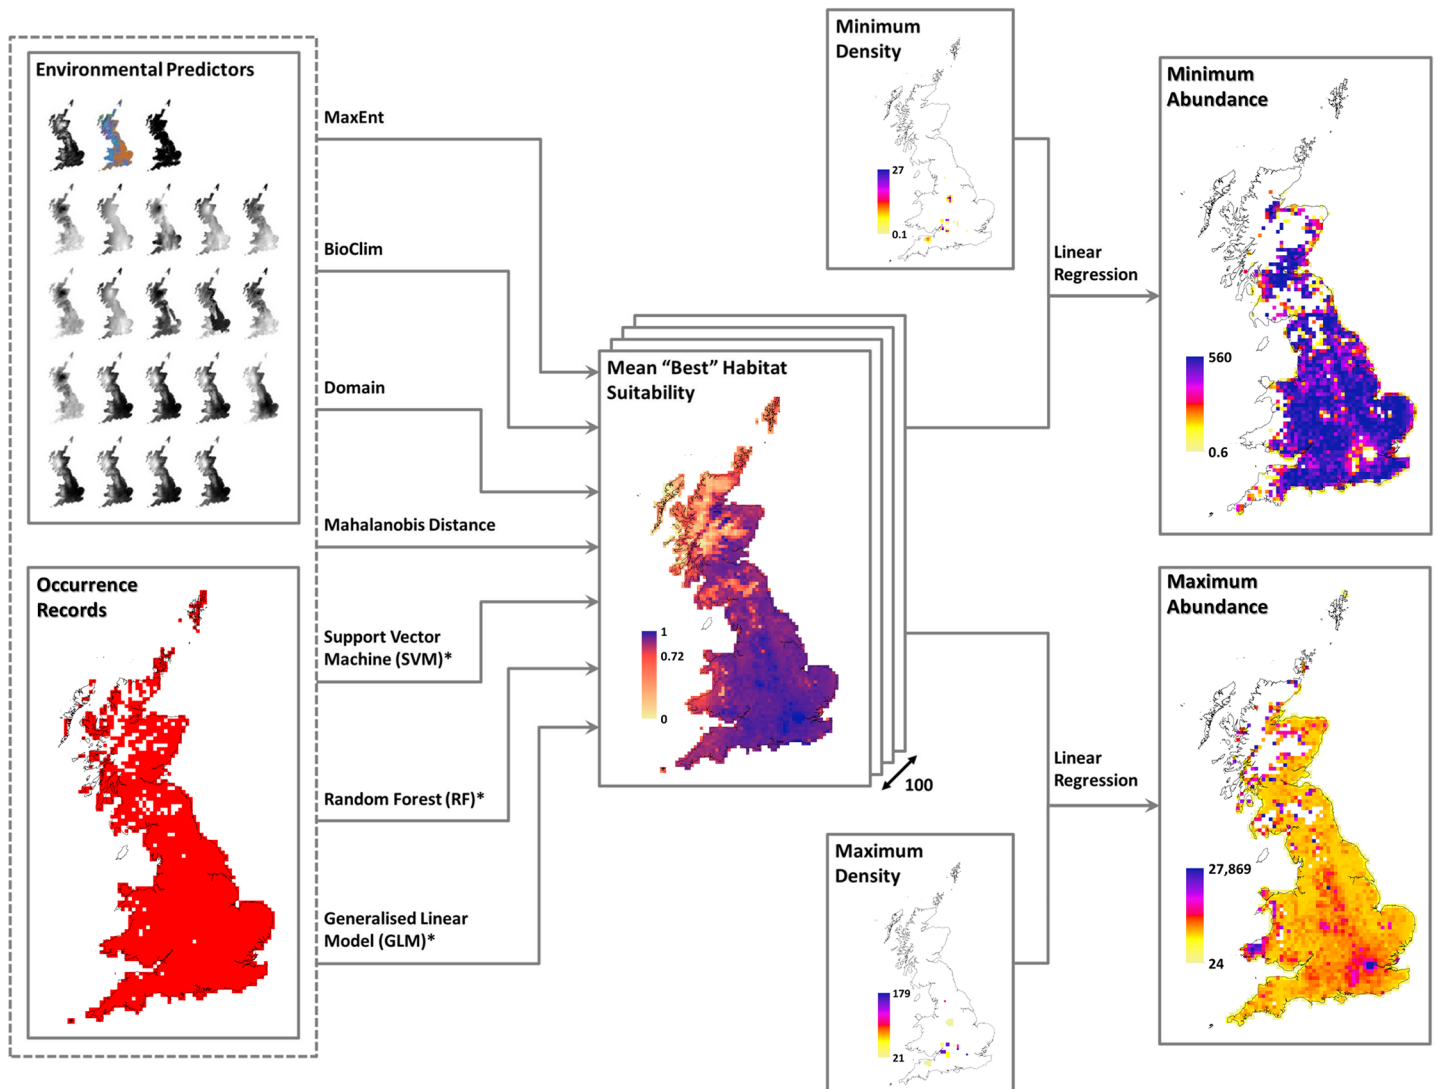 Environmental Predictors
Occurrence
Records
MaxEnt
BioClim
Domain
Mahalanobis Distance
Support Vector
Machine (SVM)*
Random Forest (RF)*
Generalised Linear
Model (GLM)*
Mean “Best” Habitat
Suitability
1
0.72
0
100
Minimum
Density
27
0.1
Maximum
Density
179
21
Linear
Regression
Linear
Regression
Minimum
Abundance
560
0.6
Maximum
Abundance
27,869
24